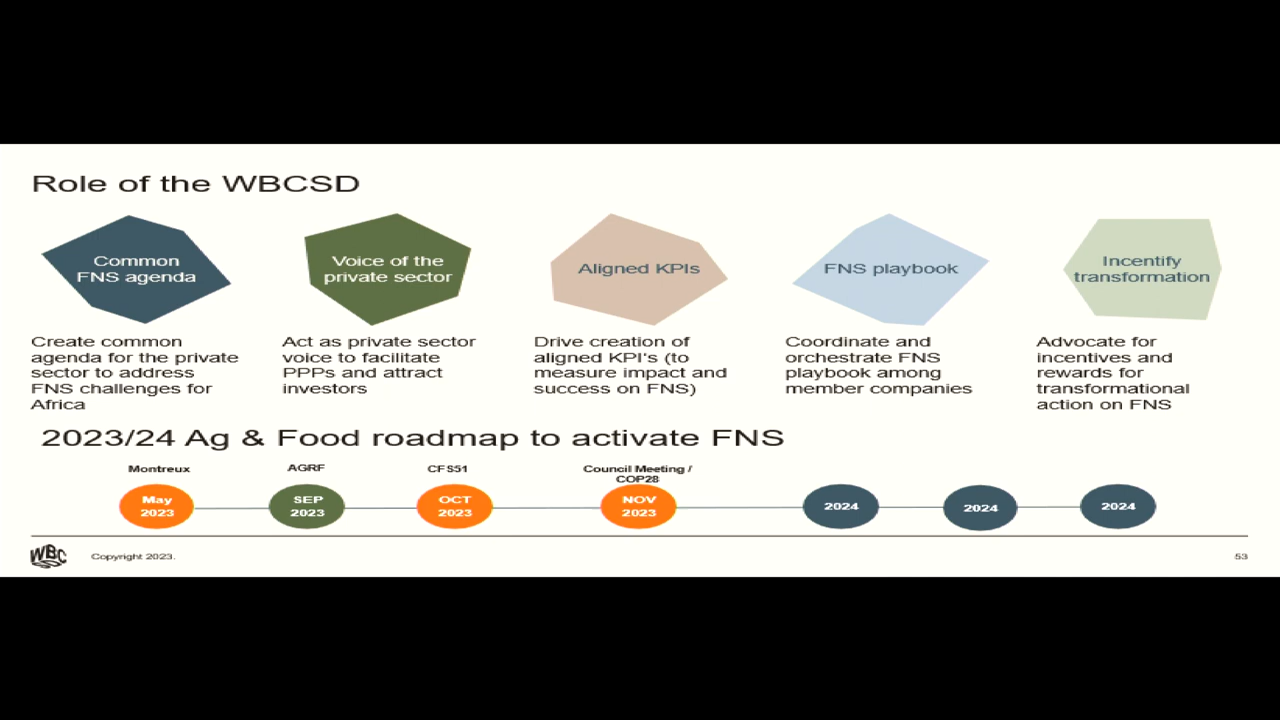 Role of the WBCSD
Common
FNS agenda
Voice of the
private sector
Aligned KPIs
FNS playbook
Incentify
transformation
Create common
agenda for the private
sector to address
FNS challenges for
Africa
Act as private sector
voice to facilitate
PPPs and attract
investors
Drive creation of
aligned KPI's (to
measure impact and
success on FNS)
Coordinate and
orchestrate FNS
playbook among
member companies
Advocate for
incentives and
rewards for
transformational
action on FNS
2023/24 Ag & Food roadmap to activate FNS
Montreux
AGRF
CFS51
Council Meeting /
COP28
May
2023
SEP
2023
OCT
2023
NOV
2023
2024
2024
2024
WBC
Copyright 2023.
53